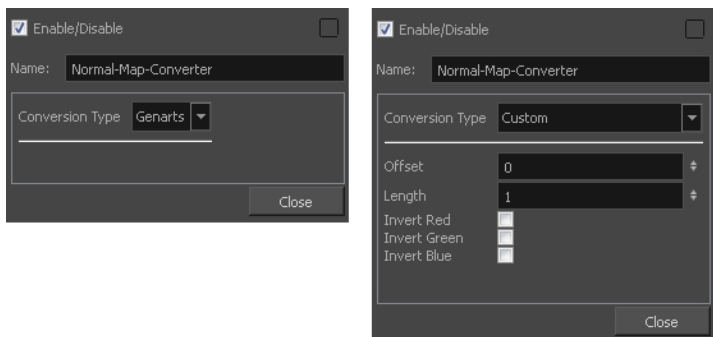 Enable/Disable
Name: Normal-Map-Converter
Conversion Type Genarts
Close
Enable/Disable
Name: Normal-Map-Converter
Conversion Type Custom
Offset 0
Length 1
Invert Red
Invert Green
Invert Blue
Close